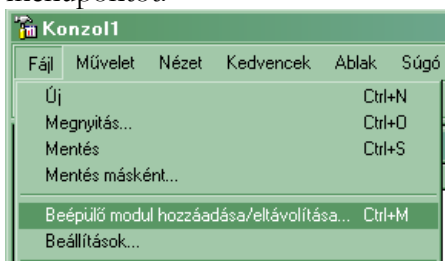 Konzol1
Fájl Művelet Nézet Kedvencek Ablak Súgó
Új Ctrl+N
Megnyitás... Ctrl+O
Mentés Ctrl+S
Mentés másként...
Beépülő modul hozzáadása/eltávolítása... Ctrl+M
Beállítások...